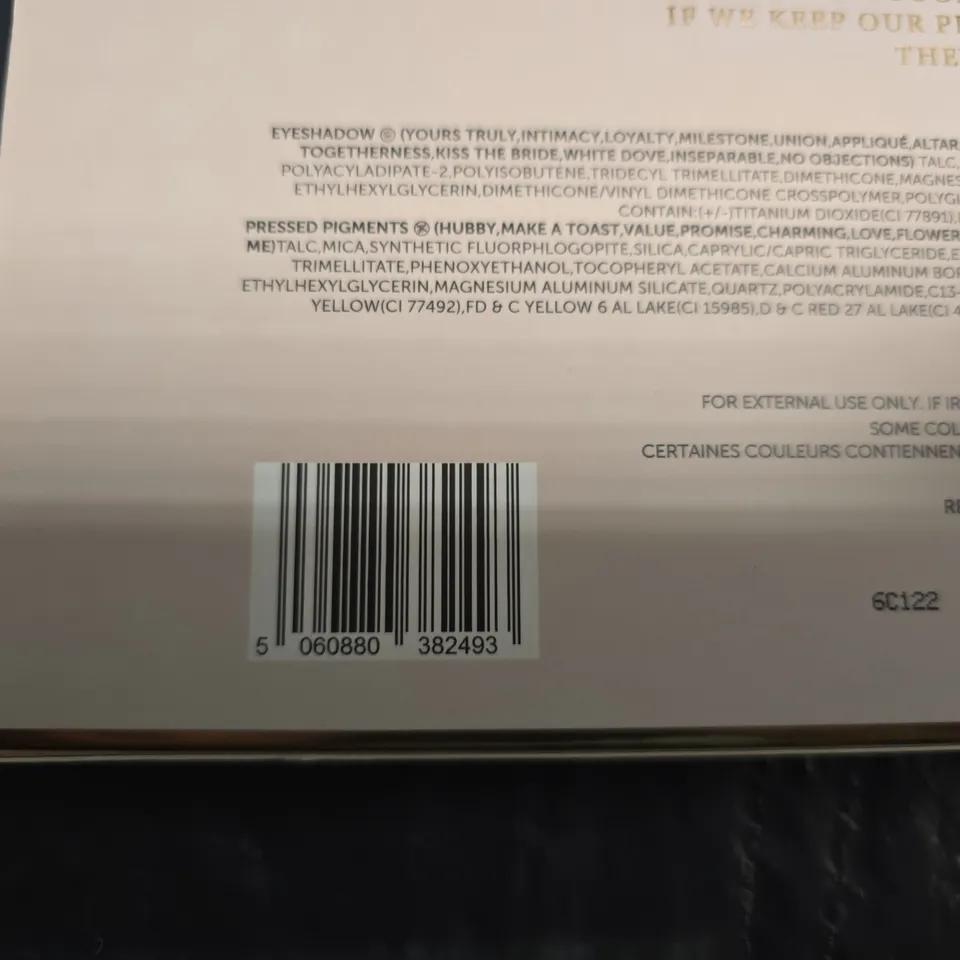 IF WE KEEP OUR
THE
EYESHADOW (YOURS TRULY,INTIMACY,LOYALTY,MILESTONE,UNION,APPLIQUÉ,ALTAR
TOGETHERNESS,KISS THE BRIDE,WHITE DOVE,INSEPARABLE,NO OBJECTIONS) TALC,
POLYACYLADIPATE-2,POLYISOBUTENE,TRIDECYL TRIMELLITATE,DIMETHICONE,MAGNES
ETHYLHEXYLGLYCERIN,DIMETHICONE/VINYL DIMETHICONE CROSSPOLYMER,POLYGL
CONTAIN:(+/-)TITANIUM DIOXIDE(CI 77891),
PRESSED PIGMENTS (HUBBY,MAKE A TOAST,VALUE,PROMISE,CHARMING,LOVE,FLOWER
ME)TALC,MICA,SYNTHETIC FLUORPHLOGOPITE,SILICA,CAPRYLIC/CAPRIC TRIGLYCERIDE,E
TRIMELLITATE,PHENOXYETHANOL,TOCOPHERYL ACETATE,CALCIUM ALUMINUM BOR
ETHYLHEXYLGLYCERIN,MAGNESIUM ALUMINUM SILICATE,QUARTZ,POLYACRYLAMIDE,C13-
YELLOW(CI 77492),FD & C YELLOW 6 AL LAKE(CI 15985),D & C RED 27 AL LAKE(CI 4
FOR EXTERNAL USE ONLY. IF IR
SOME COL
CERTAINES COULEURS CONTIENNEN
RE
6C122
5 060880 382493